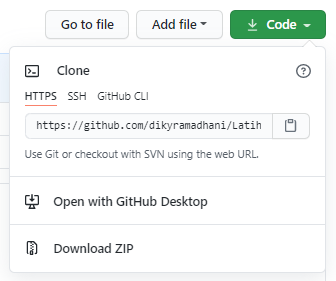 Go to file
Add file
Code
Clone
HTTPS SSH GitHub CLI
https://github.com/dikyramadhani/Latih
Use Git or checkout with SVN using the web URL.
Open with GitHub Desktop
Download ZIP